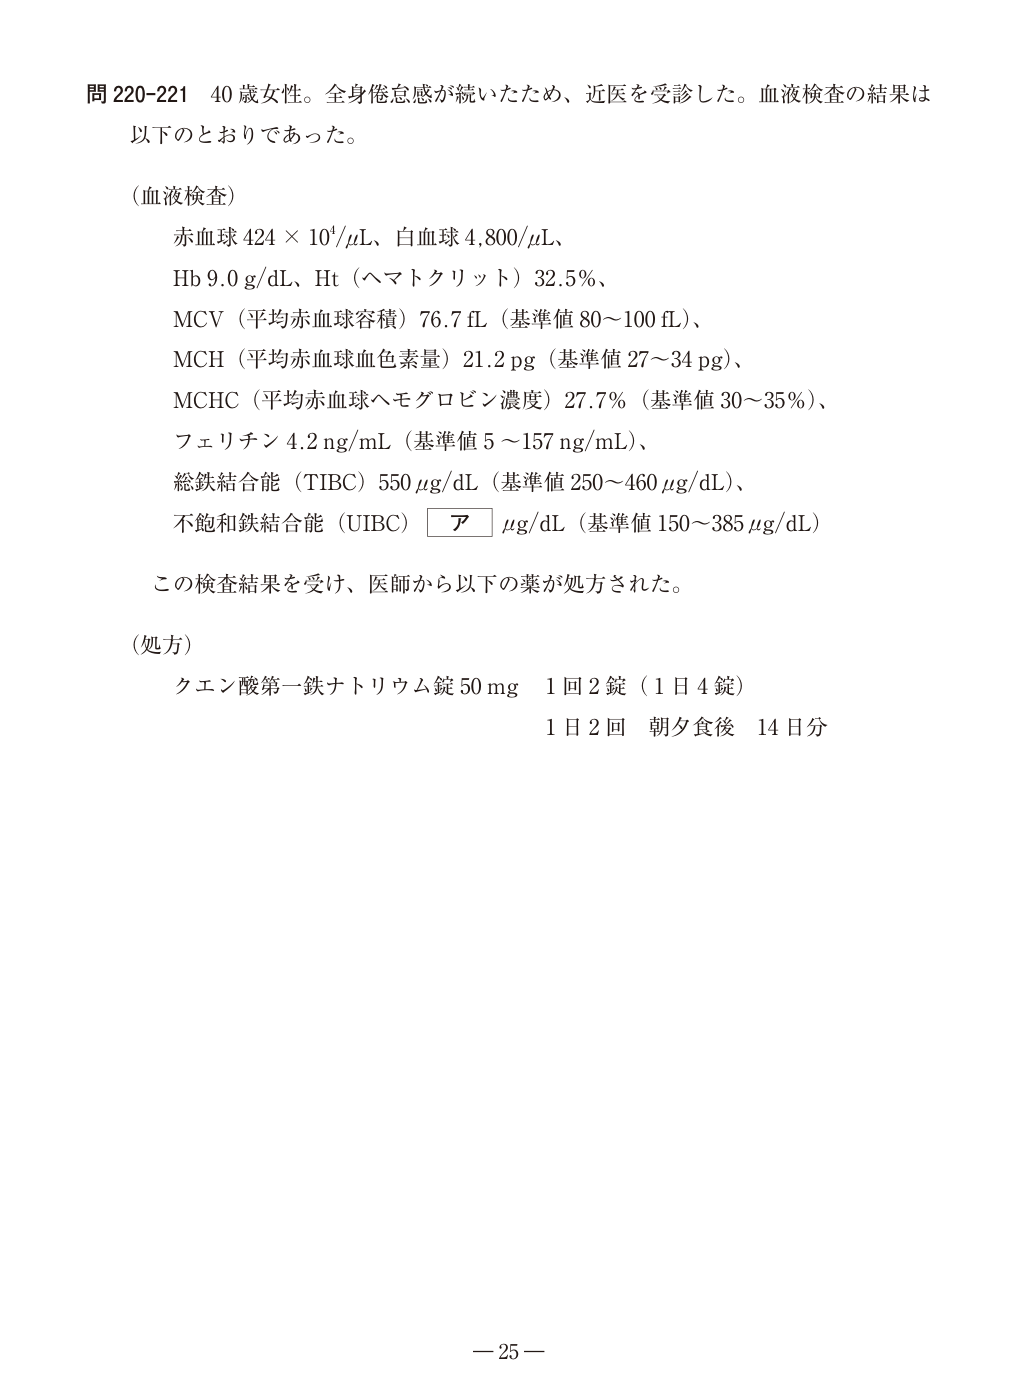 問 220-221　40 歳女性。全身倦怠感が続いたため、近医を受診した。血液検査の結果は
以下のとおりであった。
（血液検査）
赤血球 424 × 10⁴/μL、白血球 4,800/μL、
Hb 9.0 g/dL、Ht（ヘマトクリット）32.5%、
MCV（平均赤血球容積）76.7 fL（基準値 80～100 fL）、
MCH（平均赤血球血色素量）21.2 pg（基準値 27～34 pg）、
MCHC（平均赤血球ヘモグロビン濃度）27.7%（基準値 30～35%）、
フェリチン 4.2 ng/mL（基準値 5 ～157 ng/mL）、
総鉄結合能（TIBC）550 μg/dL（基準値 250～460 μg/dL）、
不飽和鉄結合能（UIBC） ア μg/dL（基準値 150～385 μg/dL）
この検査結果を受け、医師から以下の薬が処方された。
（処方）
クエン酸第一鉄ナトリウム錠 50 mg　1 回 2 錠（ 1 日 4 錠）
1 日 2 回　朝夕食後　14 日分
― 25 ―